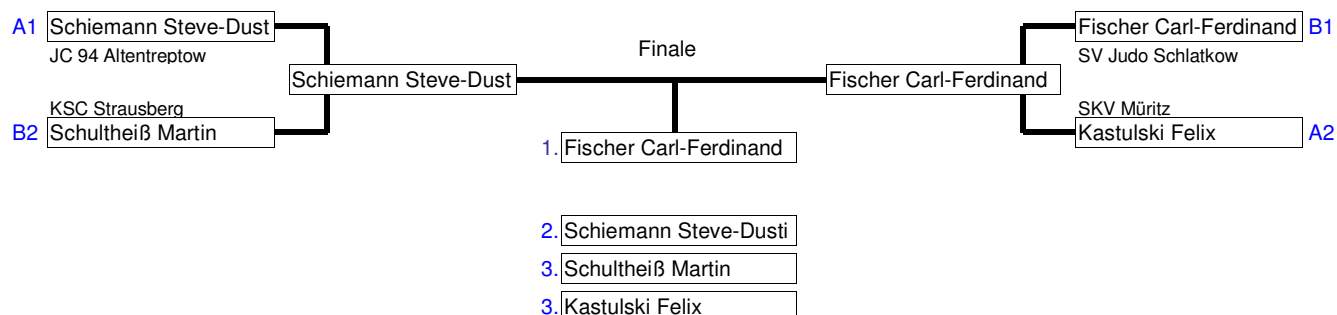 A1 Schiemann Steve-Dust
JC 94 Altentreptow
KSC Strausberg
B2 Schultheiß Martin
Schiemann Steve-Dust
Finale
Fischer Carl-Ferdinand
Fischer Carl-Ferdinand B1
SV Judo Schlatkow
SKV Müritz
Kastulski Felix A2
1. Fischer Carl-Ferdinand
2. Schiemann Steve-Dusti
3. Schultheiß Martin
3. Kastulski Felix